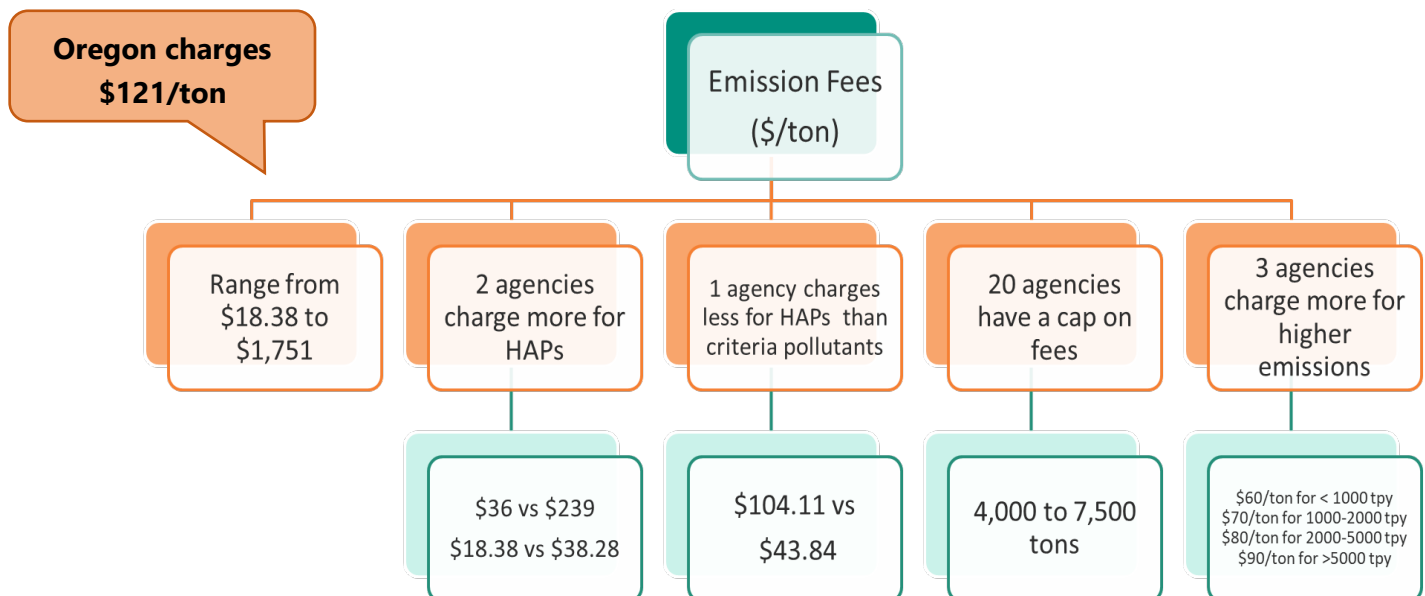 Oregon charges
$121/ton
Emission Fees
($/ton)
Range from
$18.38 to
$1,751
2 agencies
charge more for
HAPs
1 agency charges
less for HAPs than
criteria pollutants
20 agencies
have a cap on
fees
3 agencies
charge more for
higher
emissions
$36 vs $239
$18.38 vs $38.28
$104.11 vs
$43.84
4,000 to 7,500
tons
$60/ton for < 1000 tpy
$70/ton for 1000-2000 tpy
$80/ton for 2000-5000 tpy
$90/ton for >5000 tpy